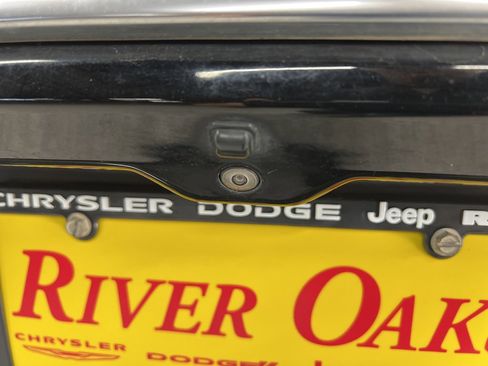 CHRYSLER DODGE Jeep
RIVER OAK
CHRYSLER DODGE